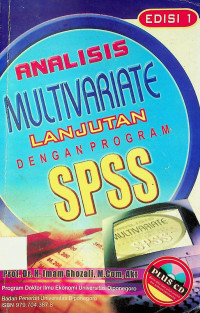 EDISI 1
ANALISIS
MULTIVARIATE
LANJUTAN
DENGAN PROGRAM
SPSS
MULTIVARIATE
Prof. Dr. H. Imam Ghozali, M.Com, Akt
PLUS CD
Program Doktor Ilmu Ekonomi Universitas Diponegoro
Badan Penerbit Universitas Diponegoro
ISBN